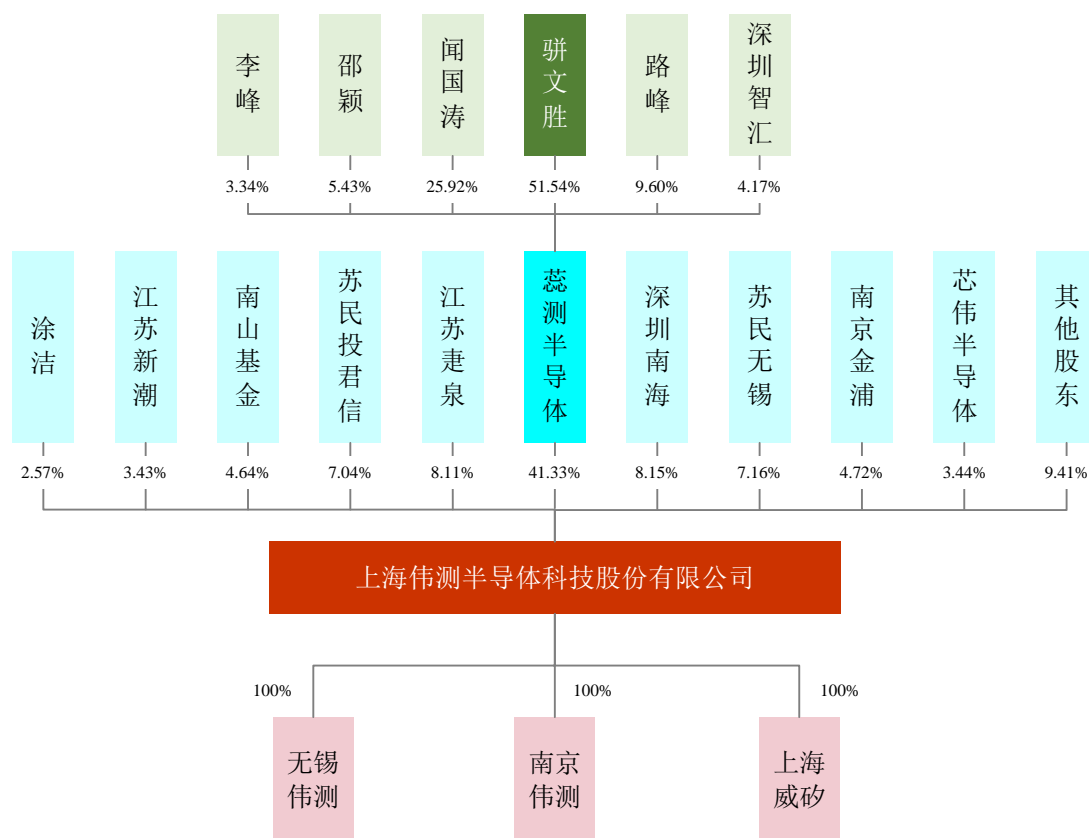 李峰
邵颖
闻国涛
骈文胜
路峰
深圳智汇
3.34%
5.43%
25.92%
51.54%
9.60%
4.17%
涂洁
江苏新潮
南山基金
苏民投君信
江苏疌泉
蕊测半导体
深圳南海
苏民无锡
南京金浦
芯伟半导体
其他股东
2.57%
3.43%
4.64%
7.04%
8.11%
41.33%
8.15%
7.16%
4.72%
3.44%
9.41%
上海伟测半导体科技股份有限公司
100%
100%
100%
无锡
伟测
南京
伟测
上海
威矽